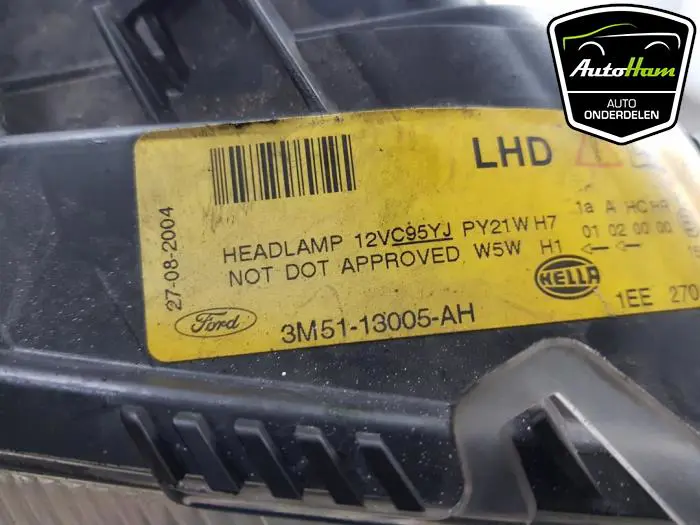 AutoHam
AUTO
ONDERDELEN
LHD
27-08-2004
HEADLAMP 12VC95YJ PY21W H7
NOT DOT APPROVED W5W H1
1a A HC HR
01 02 00 00
HELLA
1EE 270
Ford
3M51-13005-AH